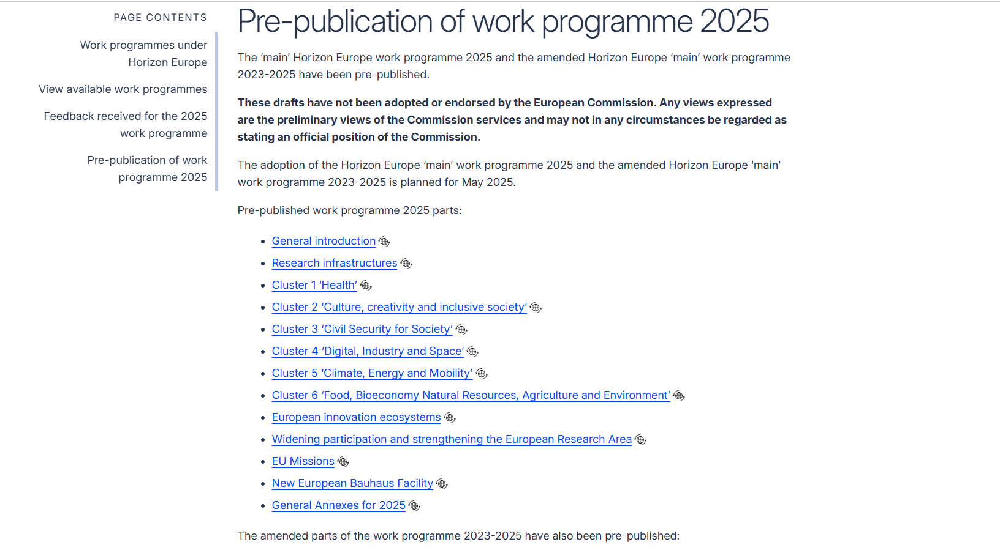 PAGE CONTENTS
Work programmes under
Horizon Europe
View available work programmes
Feedback received for the 2025
work programme
Pre-publication of work
programme 2025
Pre-publication of work programme 2025
The ‘main’ Horizon Europe work programme 2025 and the amended Horizon Europe ‘main’ work programme
2023-2025 have been pre-published.
These drafts have not been adopted or endorsed by the European Commission. Any views expressed
are the preliminary views of the Commission services and may not in any circumstances be regarded as
stating an official position of the Commission.
The adoption of the Horizon Europe ‘main’ work programme 2025 and the amended Horizon Europe ‘main’
work programme 2023-2025 is planned for May 2025.
Pre-published work programme 2025 parts:
• General introduction
• Research infrastructures
• Cluster 1 ‘Health’
• Cluster 2 ‘Culture, creativity and inclusive society’
• Cluster 3 ‘Civil Security for Society’
• Cluster 4 ‘Digital, Industry and Space’
• Cluster 5 ‘Climate, Energy and Mobility’
• Cluster 6 ‘Food, Bioeconomy Natural Resources, Agriculture and Environment’
• European innovation ecosystems
• Widening participation and strengthening the European Research Area
• EU Missions
• New European Bauhaus Facility
• General Annexes for 2025
The amended parts of the work programme 2023-2025 have also been pre-published: